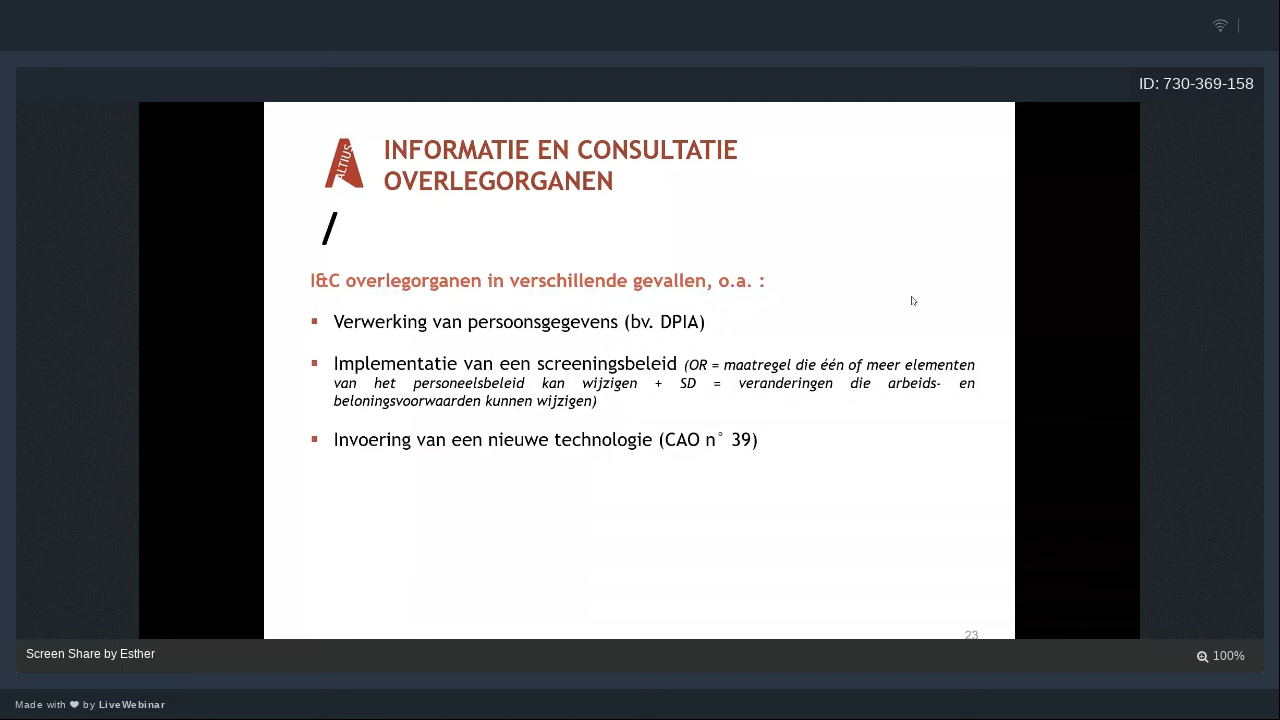 ID: 730-369-158
ALTIUS
INFORMATIE EN CONSULTATIE
OVERLEGORGANEN
/
I&C overlegorganen in verschillende gevallen, o.a. :
▪ Verwerking van persoonsgegevens (bv. DPIA)
▪ Implementatie van een screeningsbeleid (OR = maatregel die één of meer elementen
van het personeelsbeleid kan wijzigen + SD = veranderingen die arbeids- en
beloningsvoorwaarden kunnen wijzigen)
▪ Invoering van een nieuwe technologie (CAO n° 39)
23
Screen Share by Esther
100%
Made with ❤ by LiveWebinar